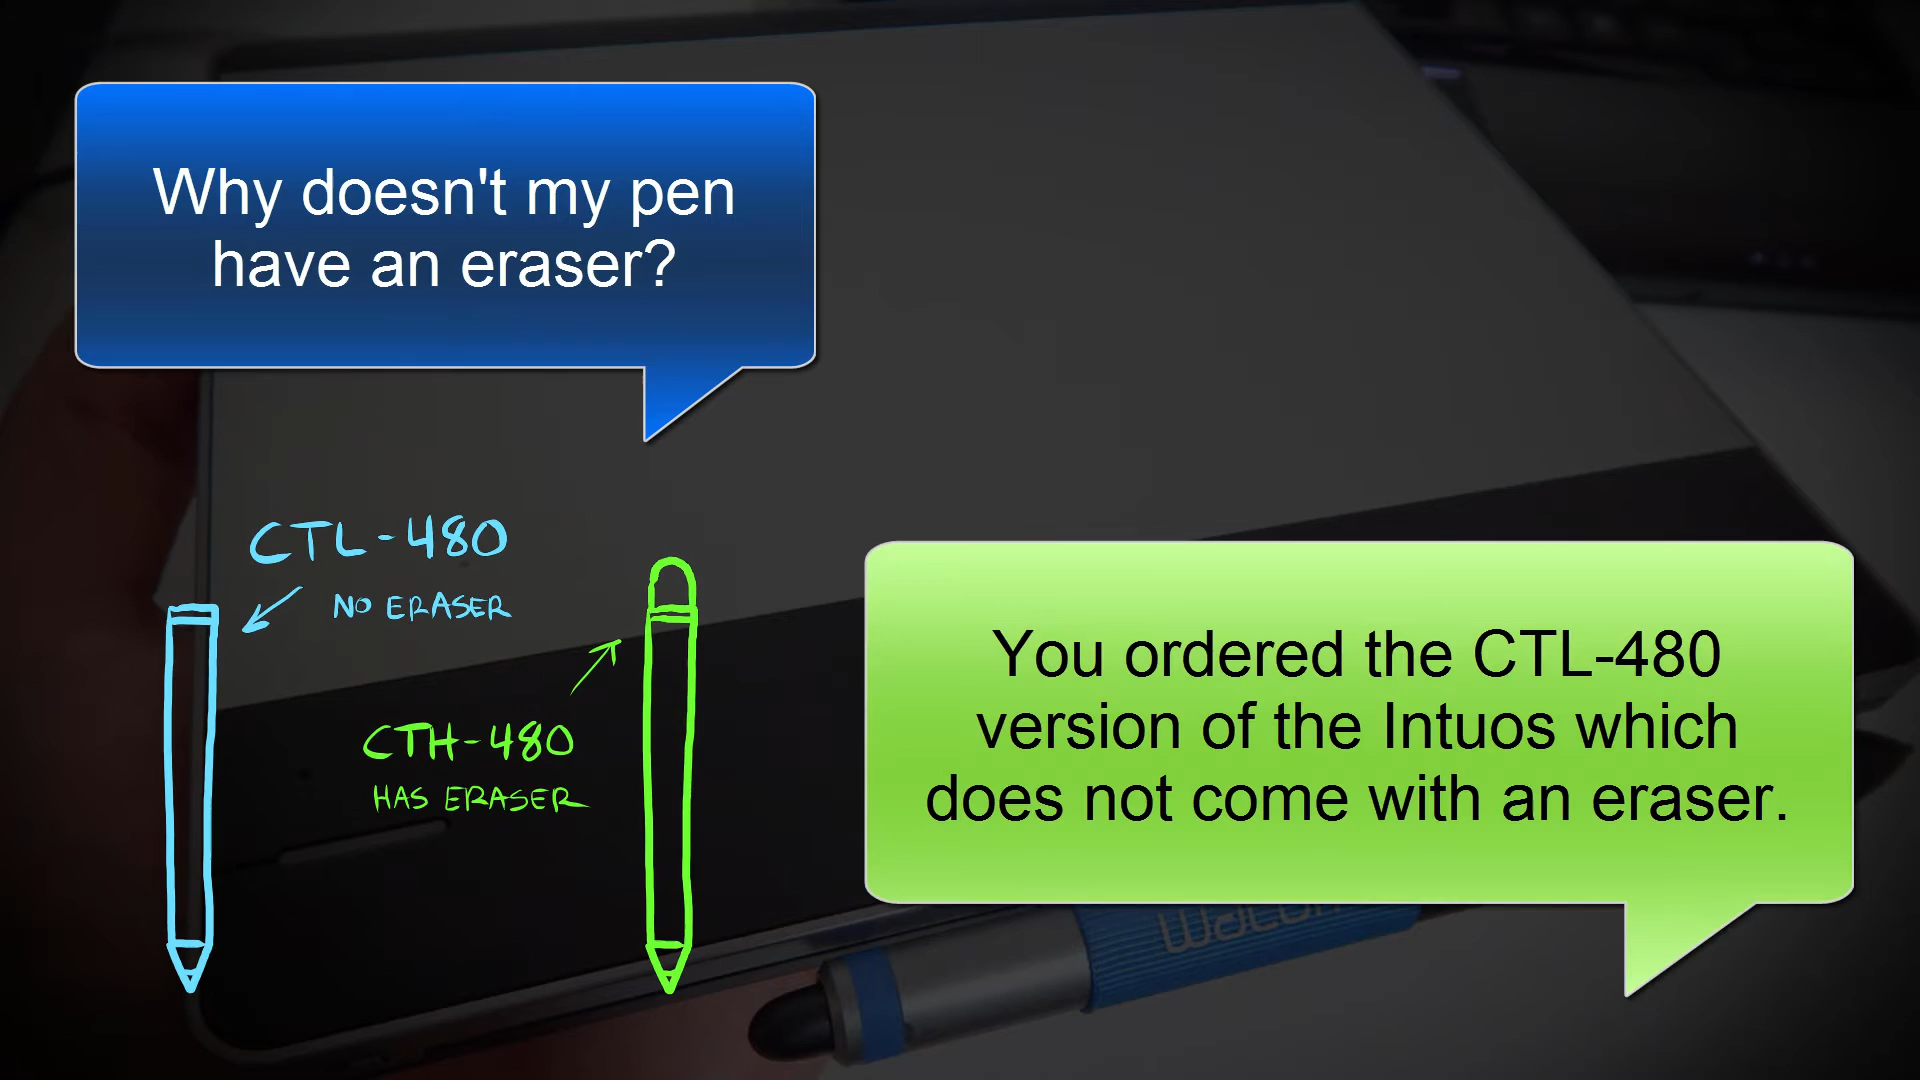 Why doesn't my pen
have an eraser?
CTL-480
NO ERASER
CTH-480
HAS ERASER
You ordered the CTL-480
version of the Intuos which
does not come with an eraser.
wacom